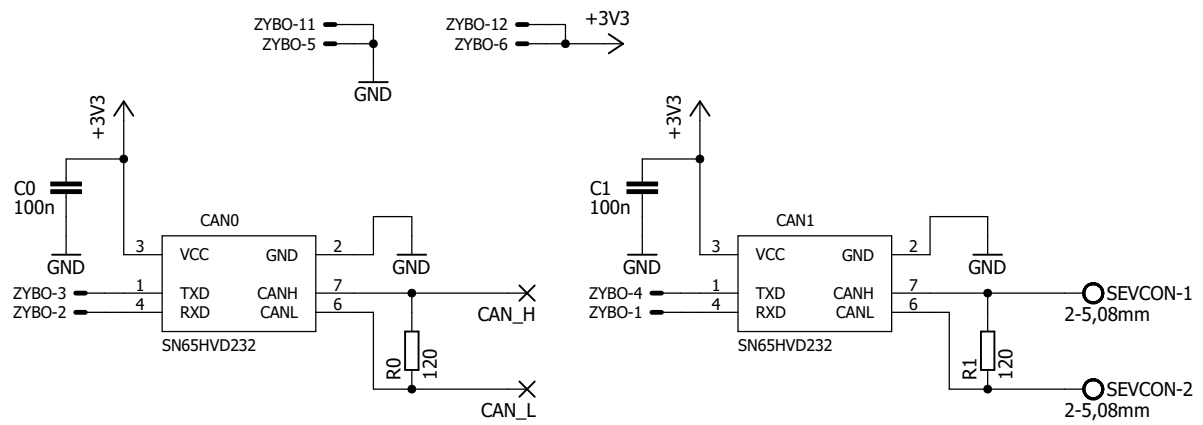 ZYBO-11
ZYBO-5
GND
ZYBO-12
ZYBO-6
+3V3
+3V3
C0
100n
GND
CAN0
3
VCC
GND
2
GND
ZYBO-3
1
TXD
CANH
7
ZYBO-2
4
RXD
CANL
6
SN65HVD232
CAN_H
R0
120
CAN_L
+3V3
C1
100n
GND
CAN1
3
VCC
GND
2
GND
ZYBO-4
1
TXD
CANH
7
ZYBO-1
4
RXD
CANL
6
SN65HVD232
SEVCON-1
2-5,08mm
R1
120
SEVCON-2
2-5,08mm